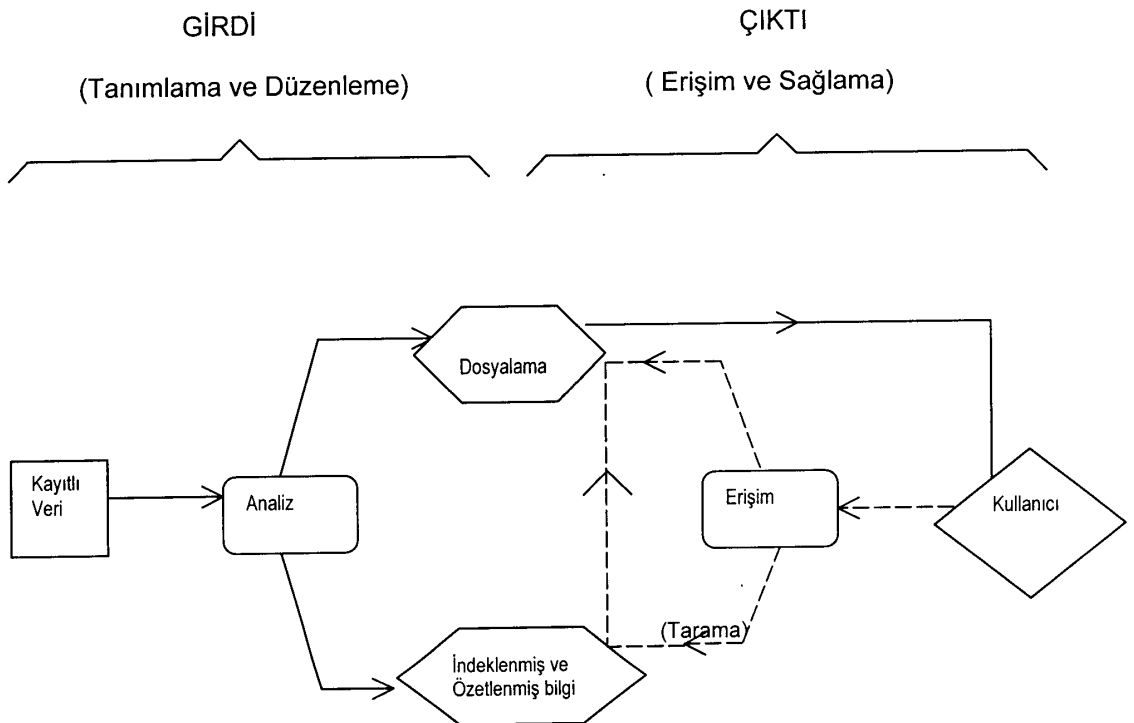 GİRDİ
(Tanımlama ve Düzenleme)
ÇIKTI
( Erişim ve Sağlama)
Dosyalama
Kayıtlı
Veri
Analiz
Erişim
Kullanıcı
(Tarama)
İndeklenmiş ve
Özetlenmiş bilgi